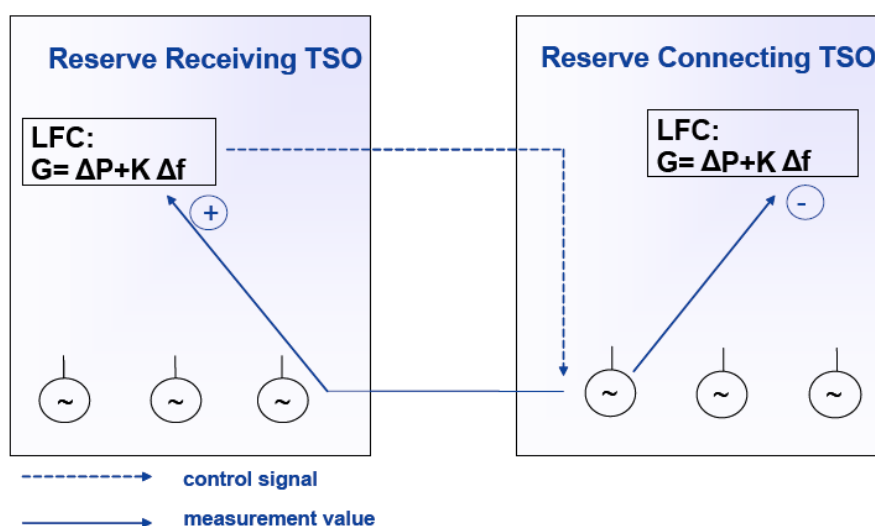 Reserve Receiving TSO
LFC:
G= ΔP+K Δf
+
~
~
~
Reserve Connecting TSO
LFC:
G= ΔP+K Δf
-
~
~
~
control signal
measurement value